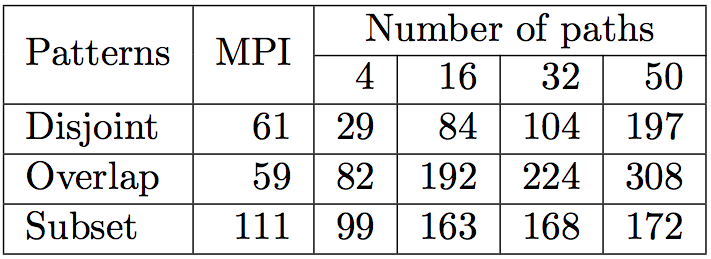 Patterns MPI Number of paths
4 16 32 50
Disjoint 61 29 84 104 197
Overlap 59 82 192 224 308
Subset 111 99 163 168 172